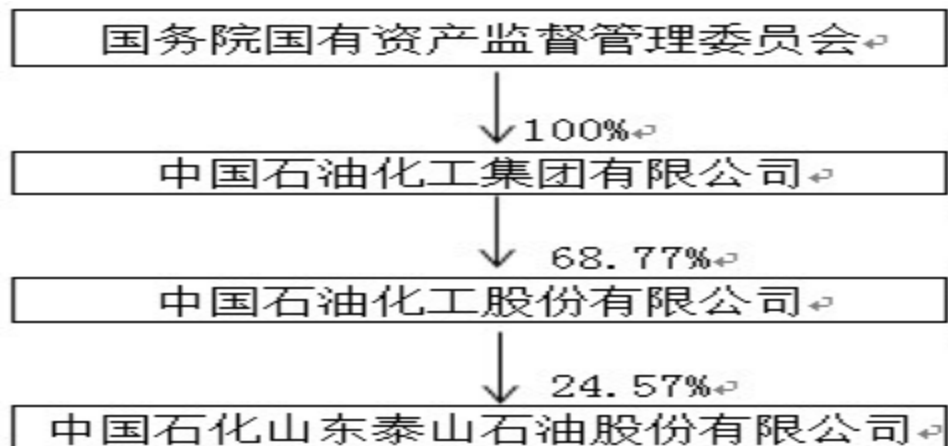 国务院国有资产监督管理委员会
100%
中国石油化工集团有限公司
68.77%
中国石油化工股份有限公司
24.57%
中国石化山东泰山石油股份有限公司